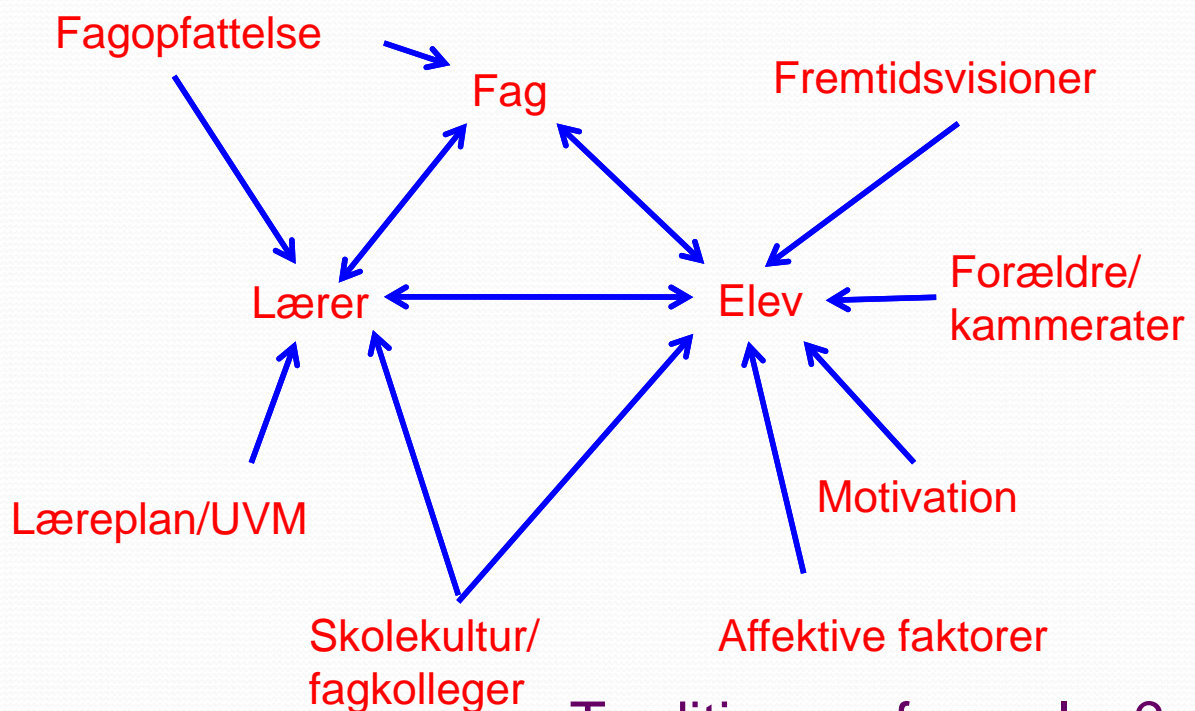 Fagopfattelse
Fag
Fremtidsvisioner
Lærer
Elev
Forældre/
kammerater
Læreplan/UVM
Motivation
Skolekultur/
fagkolleger
Affektive faktorer